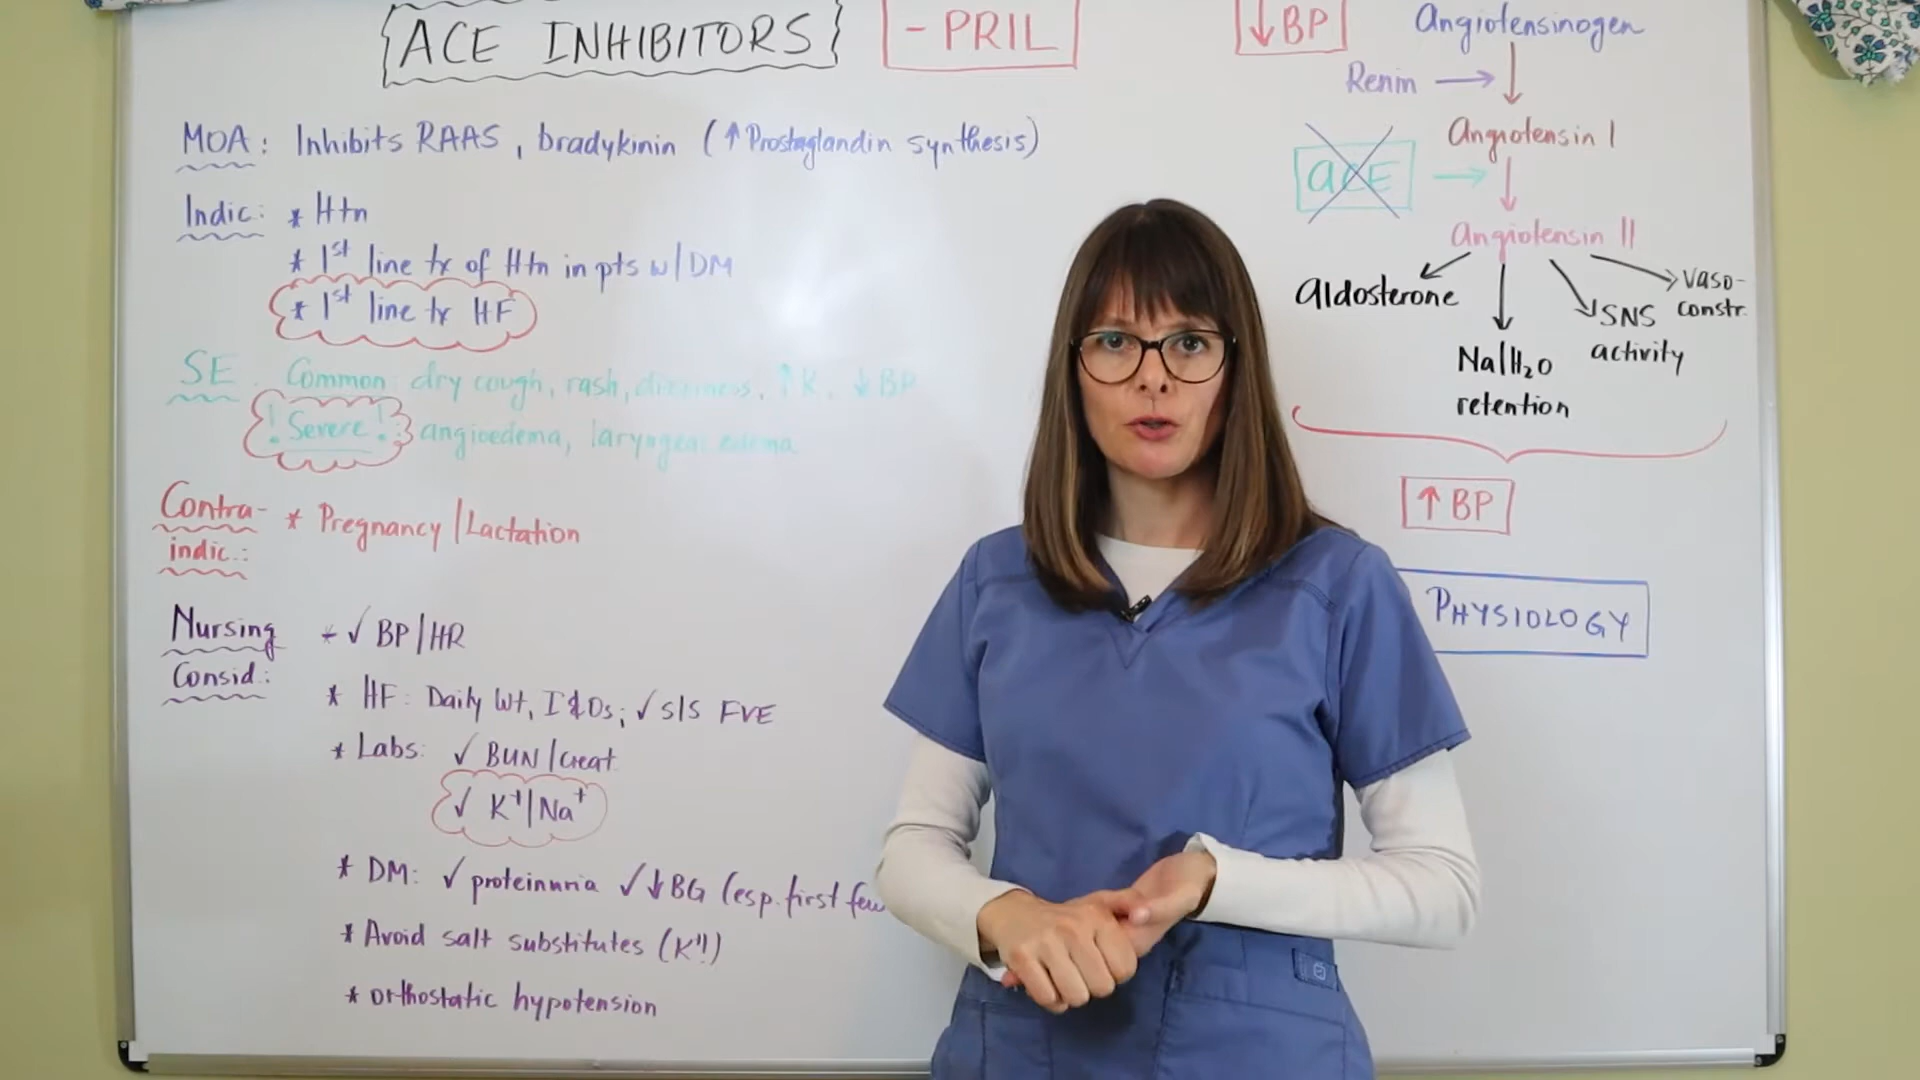 ACE INHIBITORS
- PRIL
MOA: Inhibits RAAS, bradykinin (↑ Prostaglandin synthesis)
Indic: * Htn
* 1st line tx of Htn in pts w/DM
* 1st line tx HF
SE Common: dry cough, rash, dizziness, ↑K, ↓BP
! Severe! : angioedema, laryngeal edema
Contra-
indic.:
* Pregnancy/Lactation
Nursing
Consid:
* ✓ BP/HR
* HF: Daily Wt, I&Os; ✓ S/S FVE
* Labs: ✓ BUN/Creat
✓ K+/Na+
* DM: ✓ proteinuria ✓↓BG (esp. first few
* Avoid salt substitutes (K+!)
* orthostatic hypotension
↓BP
Angiotensinogen
Renin →
Angiotensin I
ACE →
Angiotensin II
Aldosterone
Na/H2O
retention
SNS
activity
Vaso-
constr.
↑BP
PHYSIOLOGY